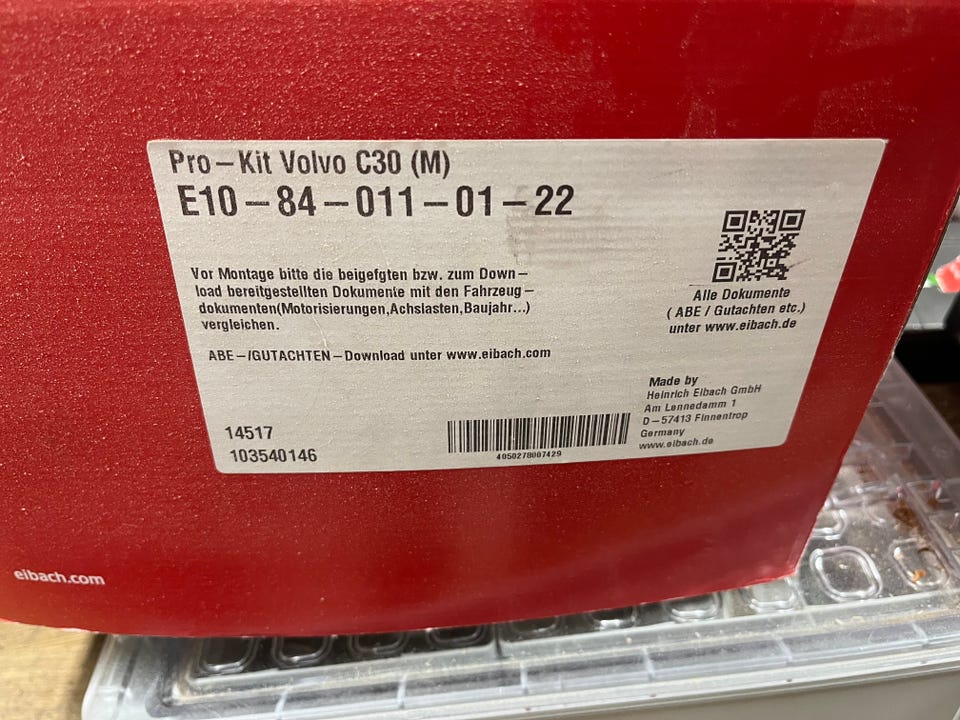 Pro-Kit Volvo C30 (M)
E10-84-011-01-22
Vor Montage bitte die beigefgten bzw. zum Down-
load bereitgestellten Dokumente mit den Fahrzeug-
dokumenten(Motorisierungen,Achslasten,Baujahr...)
vergleichen.
ABE-/GUTACHTEN-Download unter www.eibach.com
Alle Dokumente
( ABE / Gutachten etc.)
unter www.eibach.de
Made by
Heinrich Eibach GmbH
Am Lennedamm 1
D-57413 Finnentrop
Germany
www.eibach.de
14517
103540146
4050278007429
eibach.com